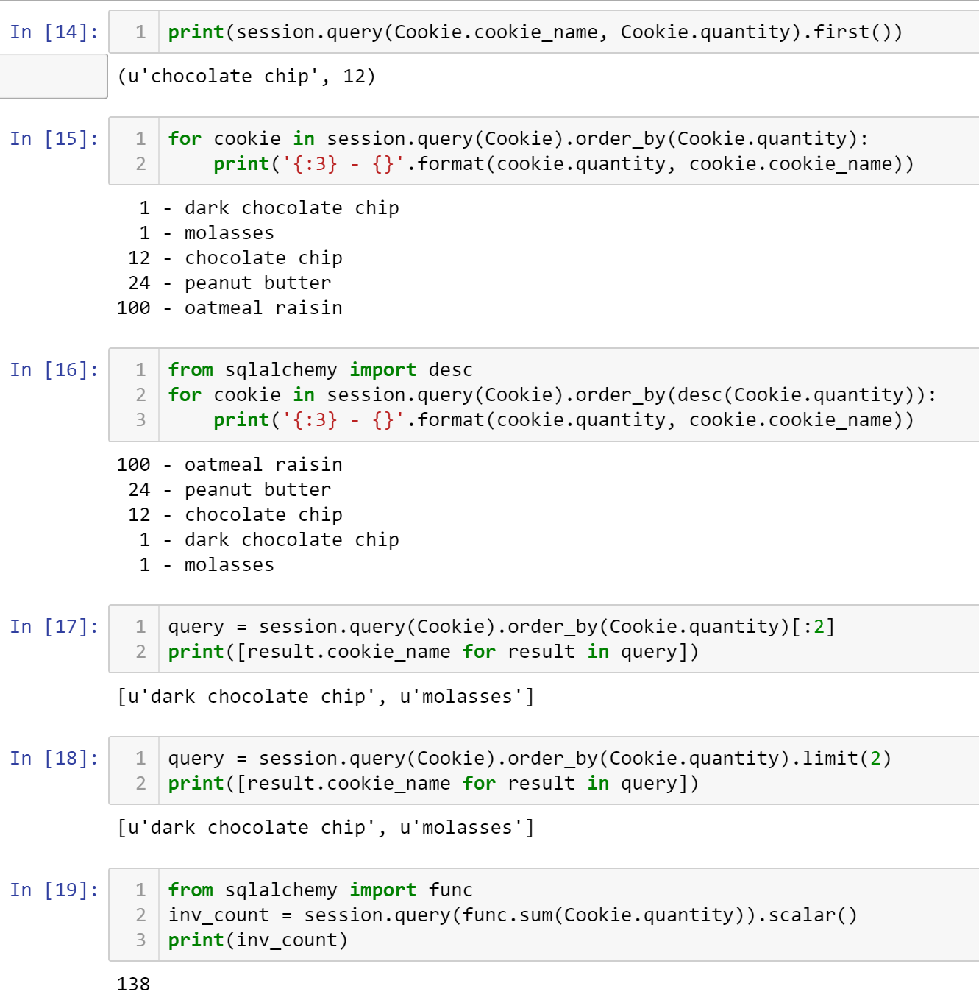 In [14]: 1 print(session.query(Cookie.cookie_name, Cookie.quantity).first())
(u'chocolate chip', 12)
In [15]: 1 for cookie in session.query(Cookie).order_by(Cookie.quantity):
2     print('{:3} - {}'.format(cookie.quantity, cookie.cookie_name))
  1 - dark chocolate chip
  1 - molasses
 12 - chocolate chip
 24 - peanut butter
100 - oatmeal raisin
In [16]: 1 from sqlalchemy import desc
2 for cookie in session.query(Cookie).order_by(desc(Cookie.quantity)):
3     print('{:3} - {}'.format(cookie.quantity, cookie.cookie_name))
100 - oatmeal raisin
 24 - peanut butter
 12 - chocolate chip
  1 - dark chocolate chip
  1 - molasses
In [17]: 1 query = session.query(Cookie).order_by(Cookie.quantity)[:2]
2 print([result.cookie_name for result in query])
[u'dark chocolate chip', u'molasses']
In [18]: 1 query = session.query(Cookie).order_by(Cookie.quantity).limit(2)
2 print([result.cookie_name for result in query])
[u'dark chocolate chip', u'molasses']
In [19]: 1 from sqlalchemy import func
2 inv_count = session.query(func.sum(Cookie.quantity)).scalar()
3 print(inv_count)
138